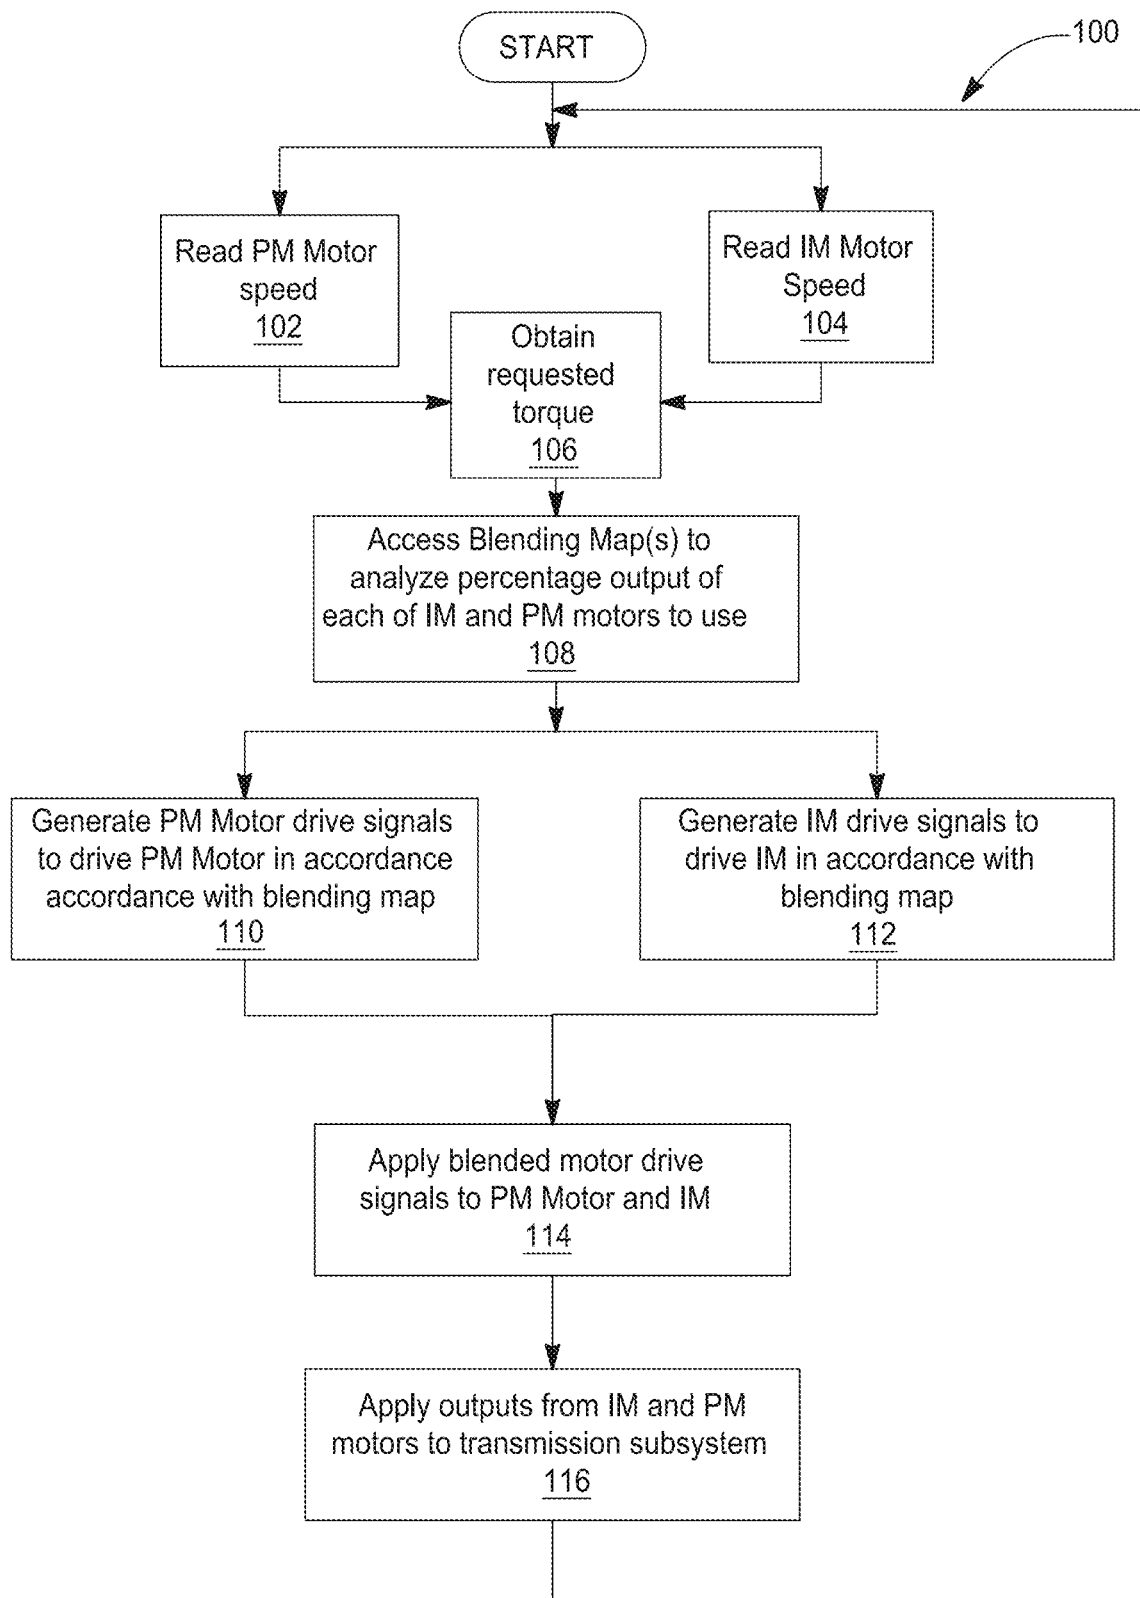 START
100
Read PM Motor
speed
102
Read IM Motor
Speed
104
Obtain
requested
torque
106
Access Blending Map(s) to
analyze percentage output of
each of IM and PM motors to use
108
Generate PM Motor drive signals
to drive PM Motor in accordance
accordance with blending map
110
Generate IM drive signals to
drive IM in accordance with
blending map
112
Apply blended motor drive
signals to PM Motor and IM
114
Apply outputs from IM and PM
motors to transmission subsystem
116